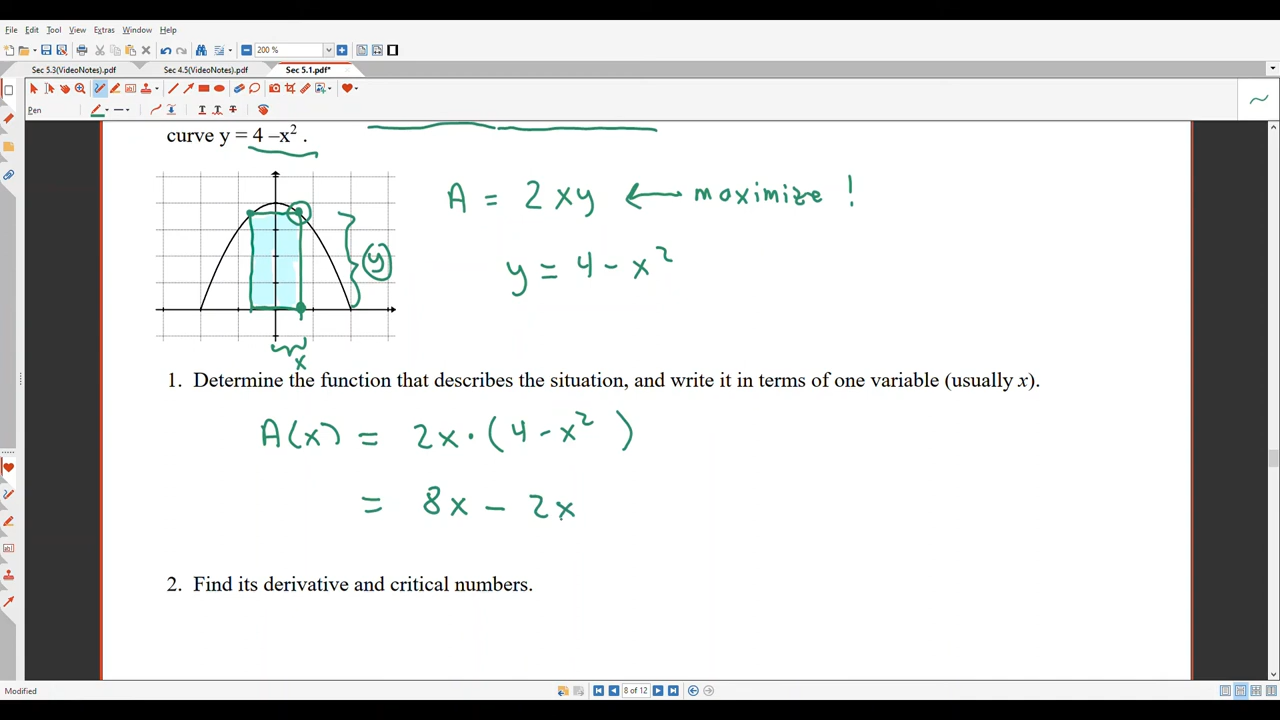 File Edit Tool View Extras Window Help
200 %
Sec 5.3(VideoNotes).pdf Sec 4.5(VideoNotes).pdf Sec 5.1.pdf*
Pen
curve y = 4 –x² .
A = 2xy ← maximize !
y
y = 4 - x²
x
1. Determine the function that describes the situation, and write it in terms of one variable (usually x).
A(x) = 2x · (4 - x² )
= 8x - 2x
2. Find its derivative and critical numbers.
Modified 8 of 12